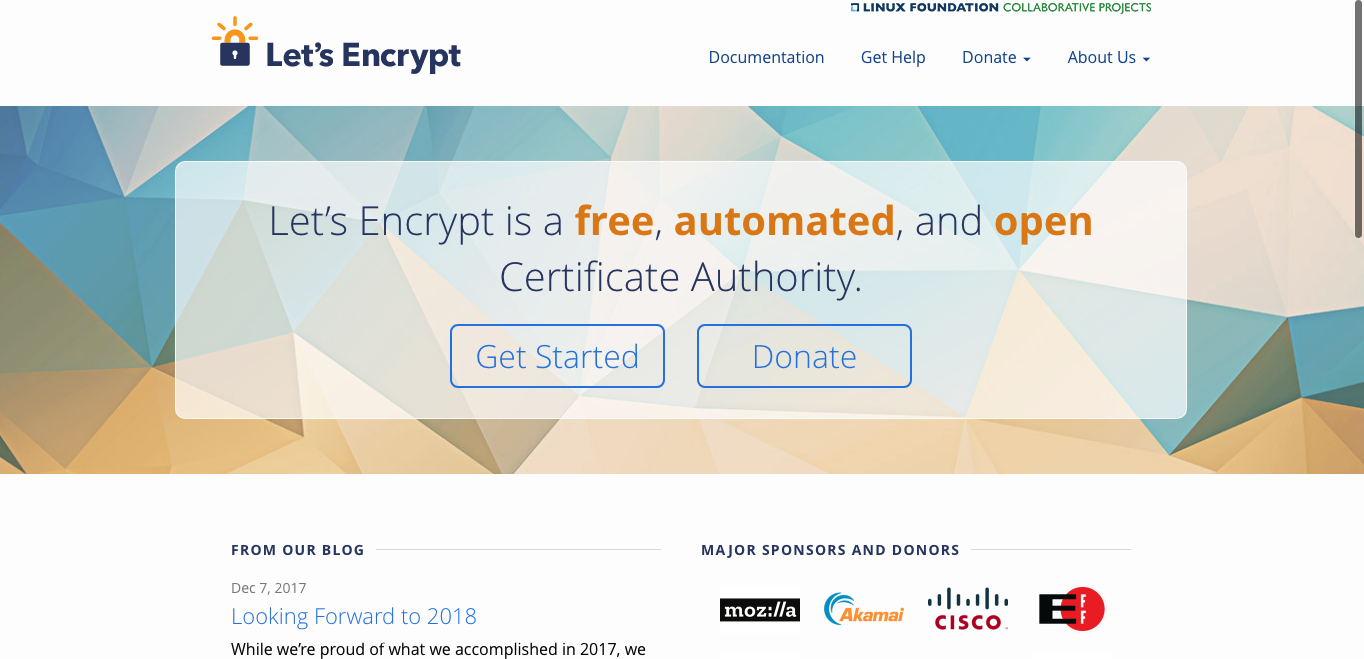 LINUX FOUNDATION COLLABORATIVE PROJECTS
Let's Encrypt
Documentation Get Help Donate About Us
Let’s Encrypt is a free, automated, and open
Certificate Authority.
Get Started Donate
FROM OUR BLOG
Dec 7, 2017
Looking Forward to 2018
While we’re proud of what we accomplished in 2017, we
MAJOR SPONSORS AND DONORS
moz://a Akamai CISCO EFF